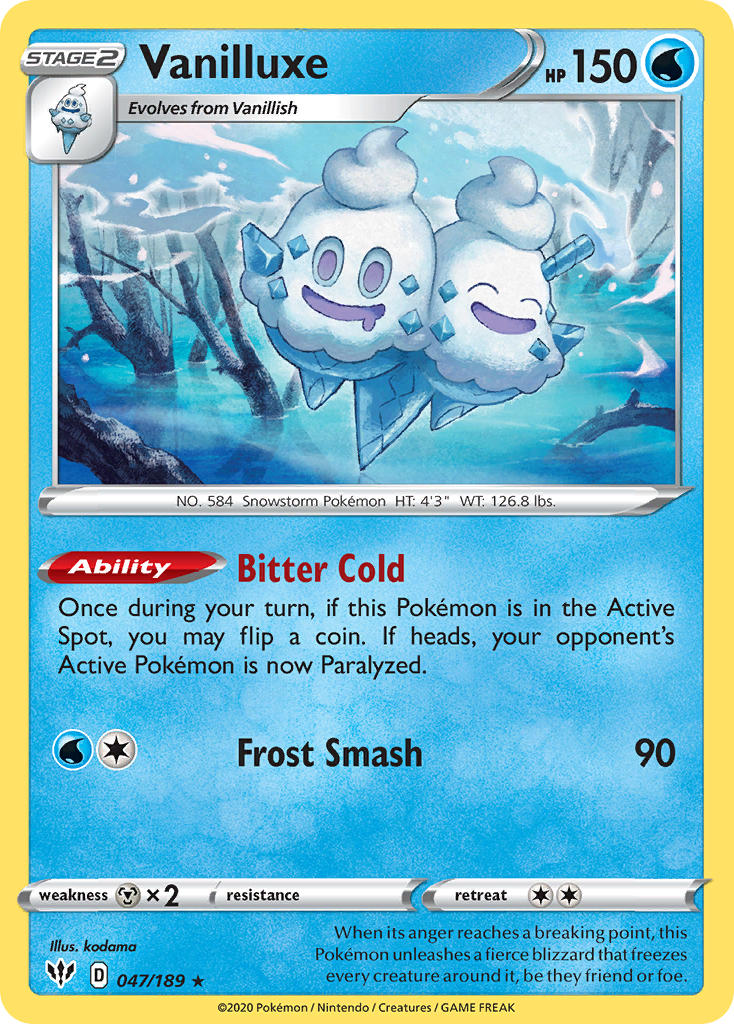 STAGE2
Vanilluxe
HP 150
Evolves from Vanillish
NO. 584 Snowstorm Pokémon HT: 4'3" WT: 126.8 lbs.
Ability Bitter Cold
Once during your turn, if this Pokémon is in the Active
Spot, you may flip a coin. If heads, your opponent's
Active Pokémon is now Paralyzed.
Frost Smash 90
weakness ×2 resistance retreat
When its anger reaches a breaking point, this
Pokémon unleashes a fierce blizzard that freezes
every creature around it, be they friend or foe.
Illus. kodama
D 047/189 ★
©2020 Pokémon / Nintendo / Creatures / GAME FREAK